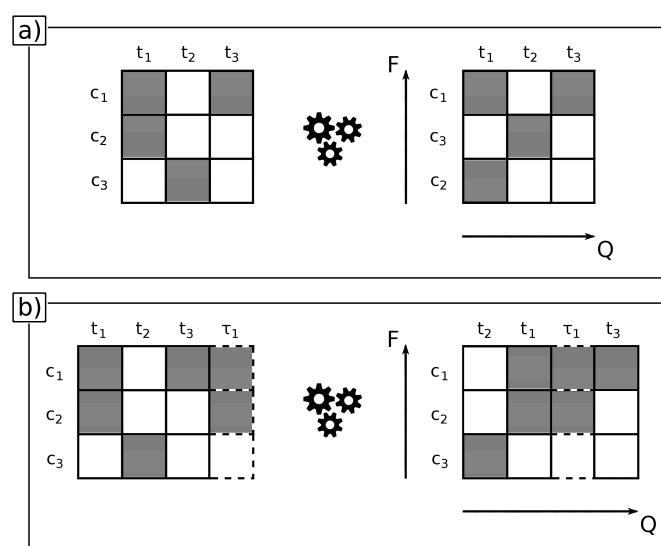 a)
t₁ t₂ t₃
c₁
c₂
c₃
F
t₁ t₂ t₃
c₁
c₃
c₂
Q
b)
t₁ t₂ t₃ τ₁
c₁
c₂
c₃
F
t₂ t₁ τ₁ t₃
c₁
c₂
c₃
Q